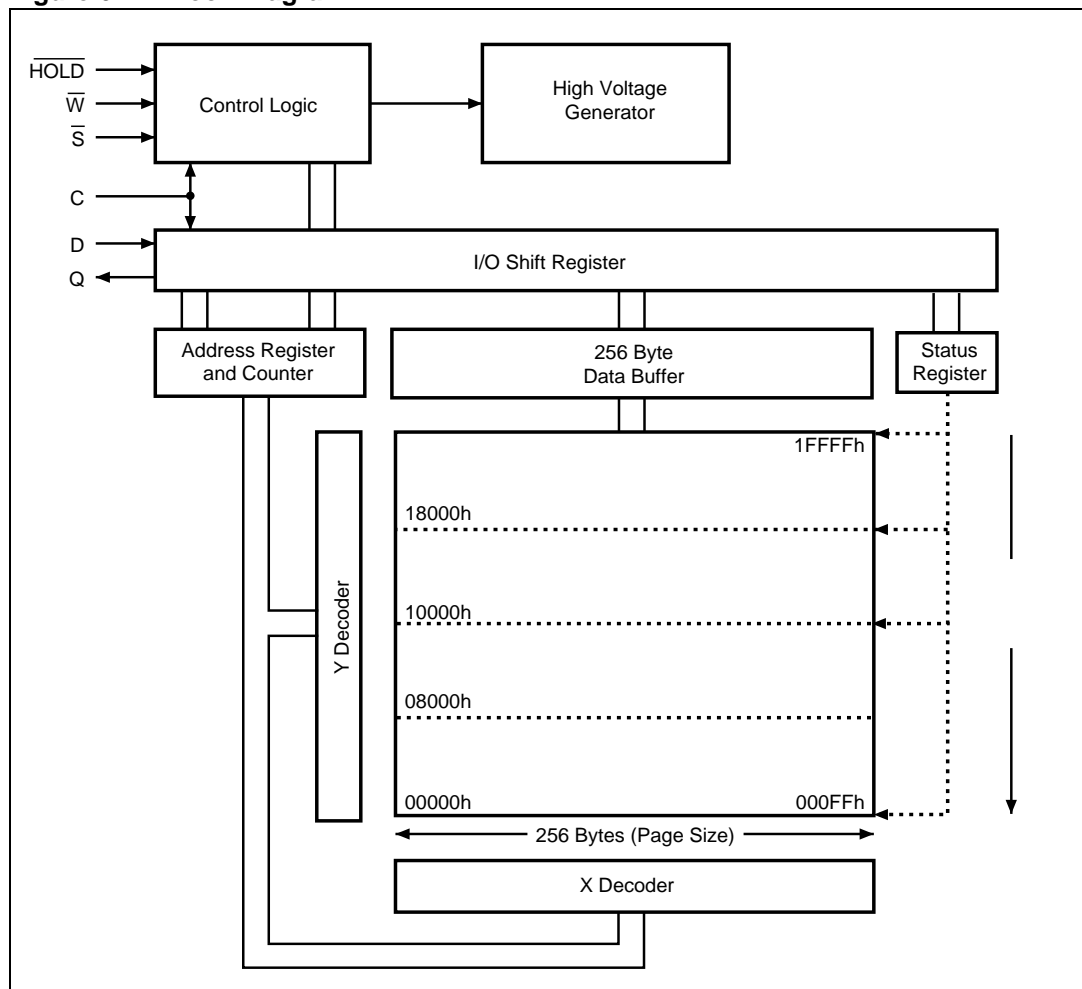 HOLD
W
S
C
D
Q
Control Logic
High Voltage
Generator
I/O Shift Register
Address Register
and Counter
256 Byte
Data Buffer
Status
Register
1FFFFh
18000h
10000h
Y Decoder
08000h
00000h
000FFh
256 Bytes (Page Size)
X Decoder